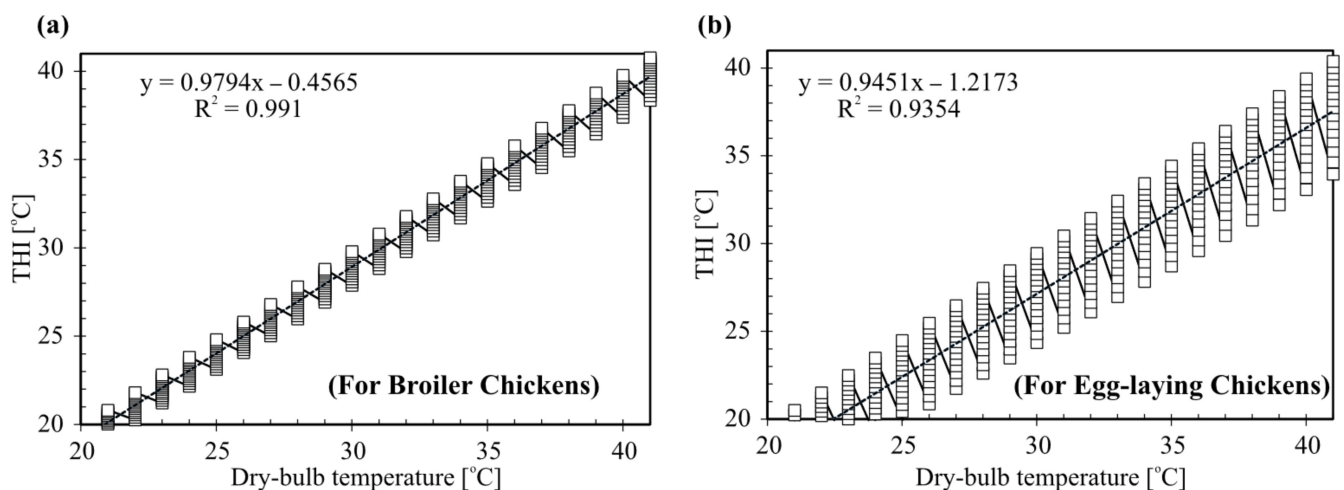 (a)
y = 0.9794x – 0.4565
R² = 0.991
THI [°C]
40
35
30
25
20
(For Broiler Chickens)
20 25 30 35 40
Dry-bulb temperature [°C]
(b)
y = 0.9451x – 1.2173
R² = 0.9354
THI [°C]
40
35
30
25
20
(For Egg-laying Chickens)
20 25 30 35 40
Dry-bulb temperature [°C]